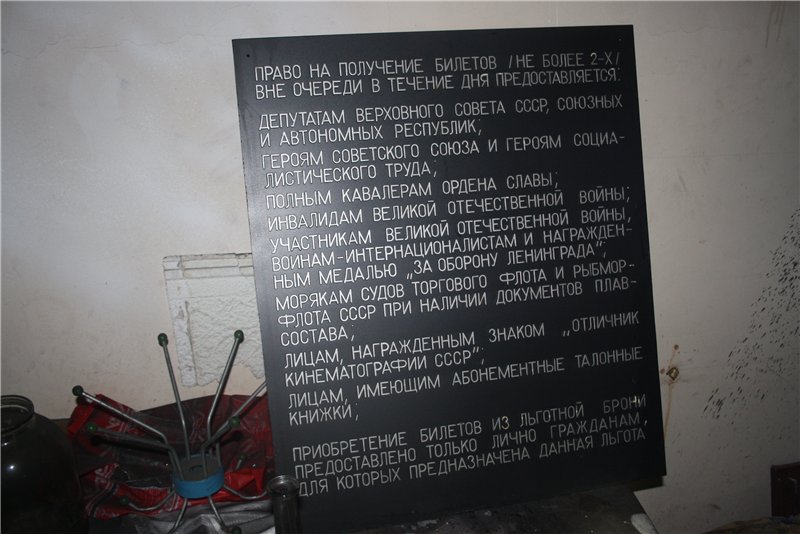 ПРАВО НА ПОЛУЧЕНИЕ БИЛЕТОВ /НЕ БОЛЕЕ 2-Х/
ВНЕ ОЧЕРЕДИ В ТЕЧЕНИЕ ДНЯ ПРЕДОСТАВЛЯЕТСЯ:
ДЕПУТАТАМ ВЕРХОВНОГО СОВЕТА СССР, СОЮЗНЫХ
И АВТОНОМНЫХ РЕСПУБЛИК;
ГЕРОЯМ СОВЕТСКОГО СОЮЗА И ГЕРОЯМ СОЦИА-
ЛИСТИЧЕСКОГО ТРУДА;
ПОЛНЫМ КАВАЛЕРАМ ОРДЕНА СЛАВЫ;
ИНВАЛИДАМ ВЕЛИКОЙ ОТЕЧЕСТВЕННОЙ ВОЙНЫ;
УЧАСТНИКАМ ВЕЛИКОЙ ОТЕЧЕСТВЕННОЙ ВОЙНЫ,
ВОИНАМ-ИНТЕРНАЦИОНАЛИСТАМ И НАГРАЖДЕН-
НЫМ МЕДАЛЬЮ „ЗА ОБОРОНУ ЛЕНИНГРАДА";
МОРЯКАМ СУДОВ ТОРГОВОГО ФЛОТА И РЫБМОР-
ФЛОТА СССР ПРИ НАЛИЧИИ ДОКУМЕНТОВ ПЛАВ-
СОСТАВА;
ЛИЦАМ, НАГРАЖДЕННЫМ ЗНАКОМ „ОТЛИЧНИК
КИНЕМАТОГРАФИИ СССР";
ЛИЦАМ, ИМЕЮЩИМ АБОНЕМЕНТНЫЕ ТАЛОННЫЕ
КНИЖКИ;
ПРИОБРЕТЕНИЕ БИЛЕТОВ ИЗ ЛЬГОТНОЙ БРОНИ
ПРЕДОСТАВЛЕНО ТОЛЬКО ЛИЧНО ГРАЖДАНАМ,
ДЛЯ КОТОРЫХ ПРЕДНАЗНАЧЕНА ДАННАЯ ЛЬГОТА